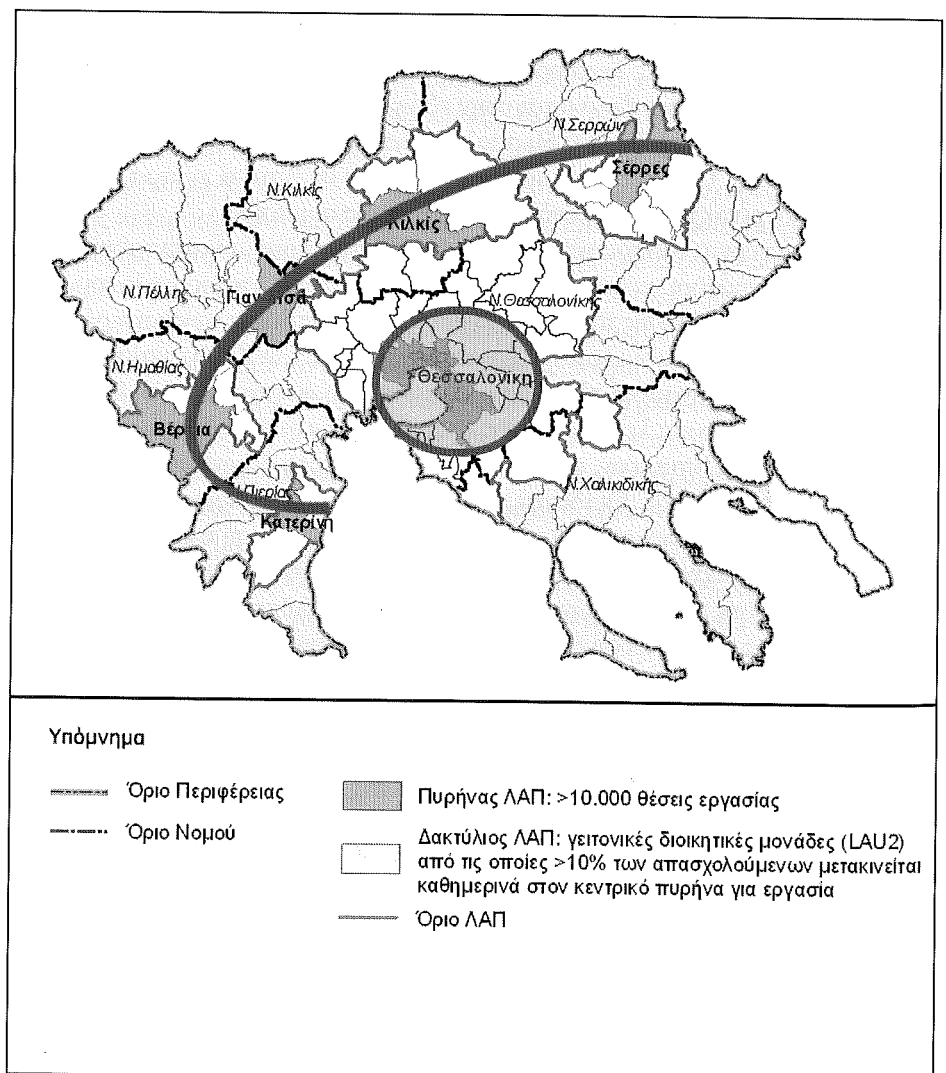 Ν.Σερρών
Σέρρες
Ν.Κιλκίς
Κιλκίς
Ν.Πέλλης
Ν.Θεσσαλονίκης
Ν.Ημαθίας
Θεσσαλονίκη
Ν.Χαλκιδικής
Κατερίνη
Υπόμνημα
Όριο Περιφέρειας
Όριο Νομού
Πυρήνας ΛΑΠ: >10.000 θέσεις εργασίας
Δακτύλιος ΛΑΠ: γειτονικές διοικητικές μονάδες (LAU2)
από τις οποίες >10% των απασχολούμενων μετακινείται
καθημερινά στον κεντρικό πυρήνα για εργασία
Όριο ΛΑΠ